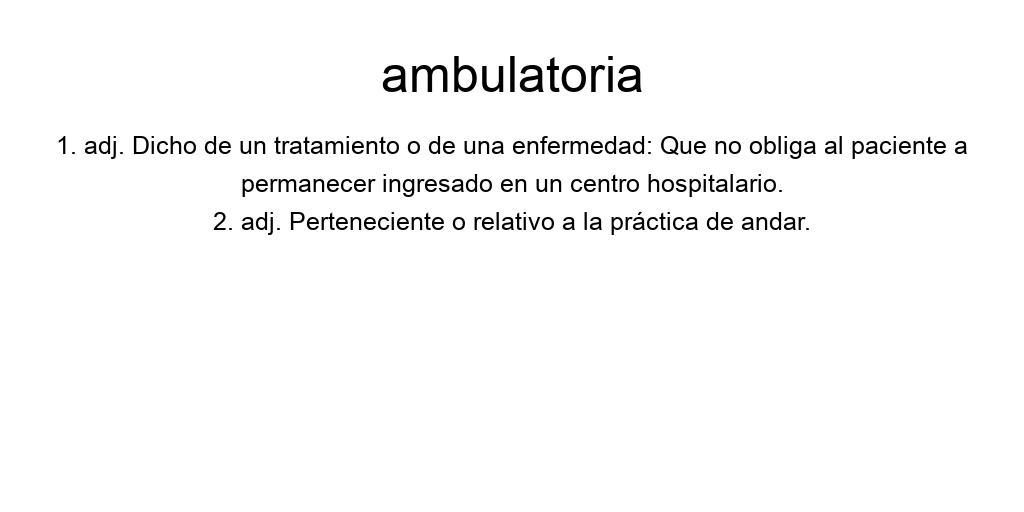 ambulatoria
1. adj. Dicho de un tratamiento o de una enfermedad: Que no obliga al paciente a
permanecer ingresado en un centro hospitalario.
2. adj. Perteneciente o relativo a la práctica de andar.